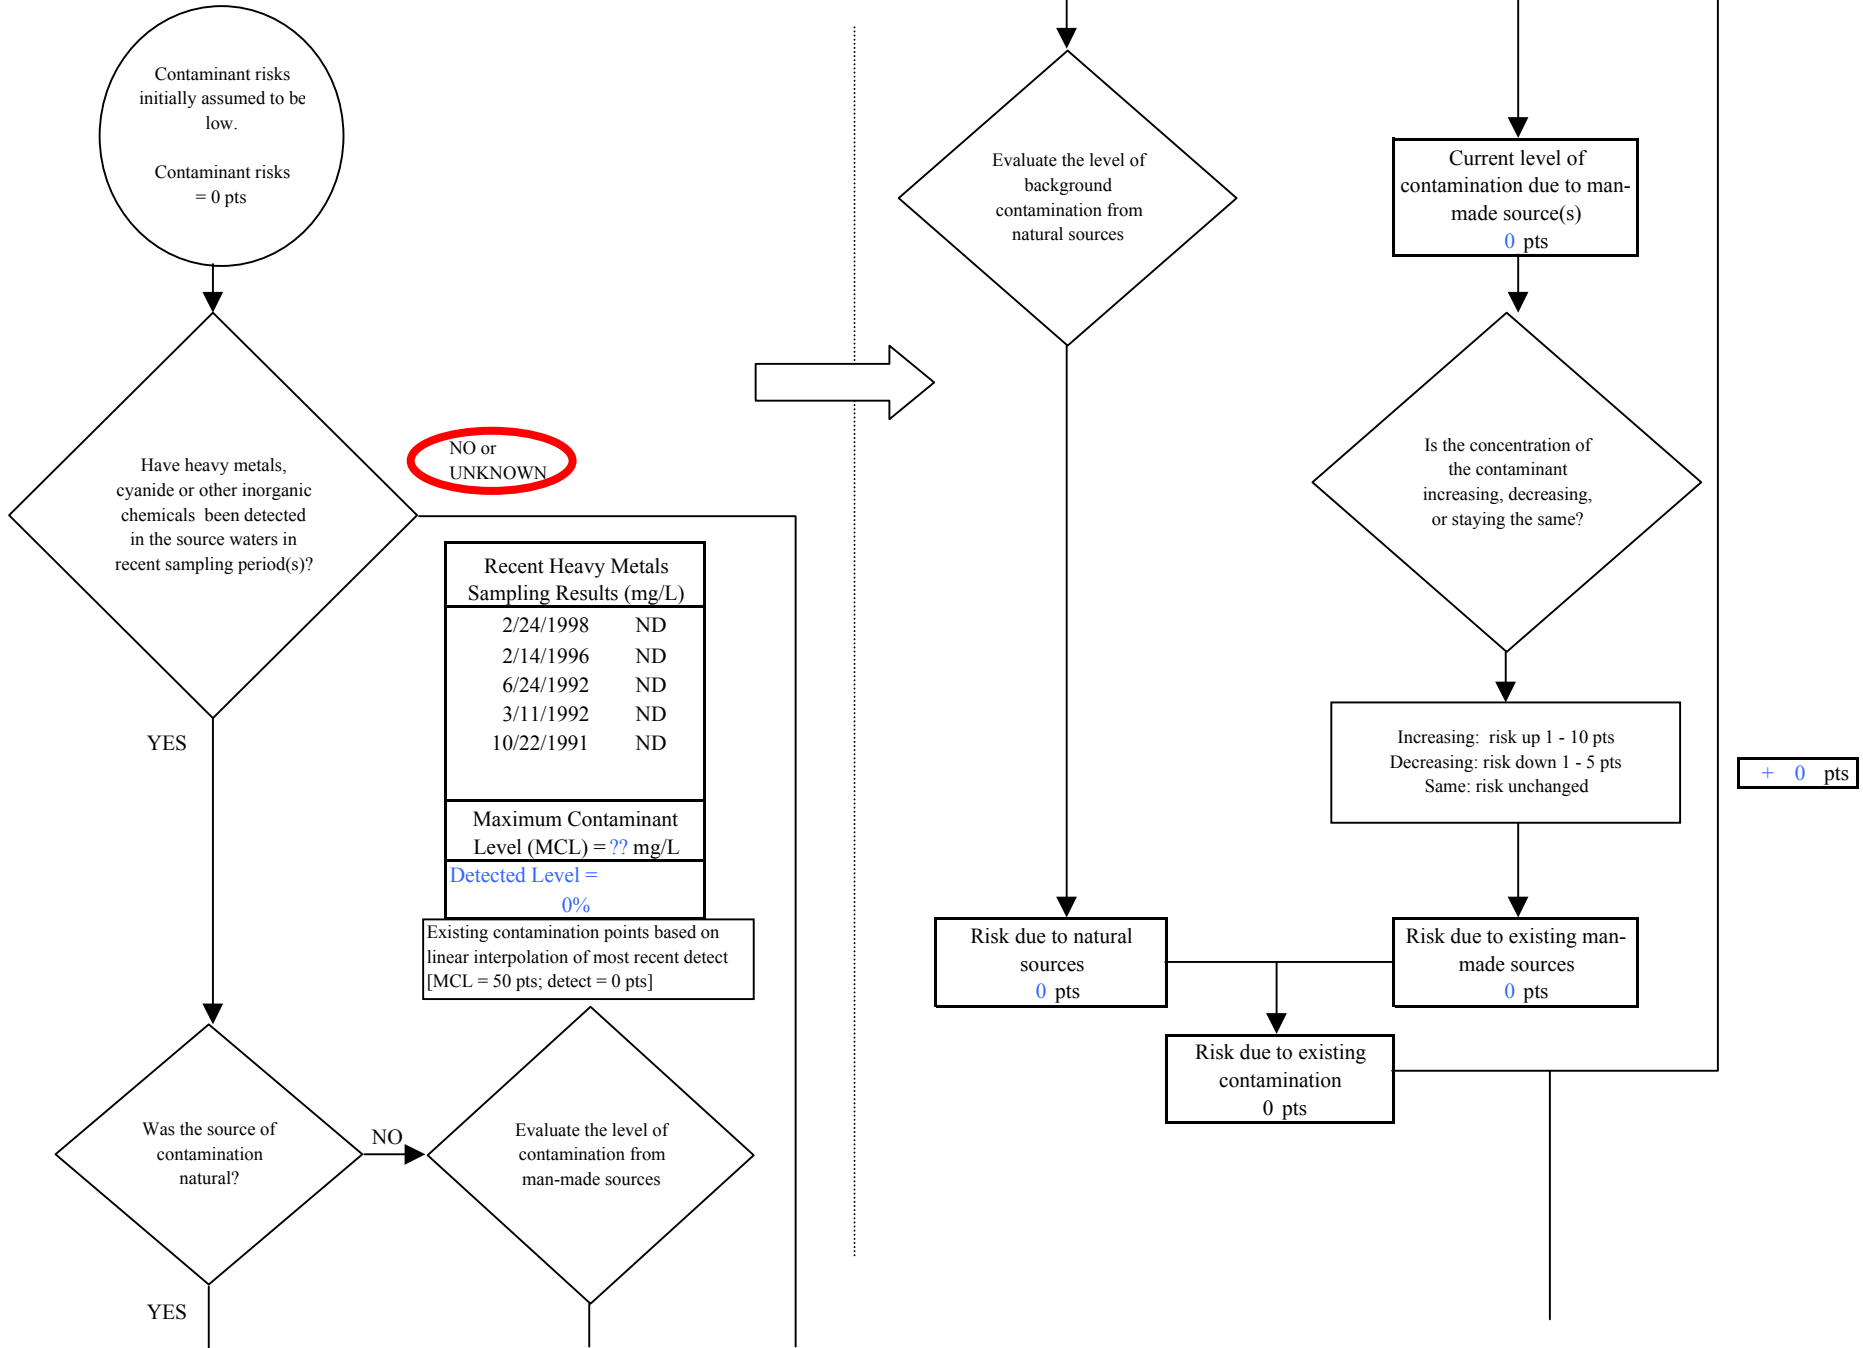 Contaminant risks
initially assumed to be
low.
Contaminant risks
= 0 pts
Have heavy metals,
cyanide or other inorganic
chemicals been detected
in the source waters in
recent sampling period(s)?
NO or
UNKNOWN
YES
Recent Heavy Metals
Sampling Results (mg/L)
2/24/1998 ND
2/14/1996 ND
6/24/1992 ND
3/11/1992 ND
10/22/1991 ND
Maximum Contaminant
Level (MCL) = ?? mg/L
Detected Level =
0%
Existing contamination points based on
linear interpolation of most recent detect
[MCL = 50 pts; detect = 0 pts]
Was the source of
contamination
natural?
NO
YES
Evaluate the level of
contamination from
man-made sources
Evaluate the level of
background
contamination from
natural sources
Current level of
contamination due to man-
made source(s)
0 pts
Is the concentration of
the contaminant
increasing, decreasing,
or staying the same?
Increasing: risk up 1 - 10 pts
Decreasing: risk down 1 - 5 pts
Same: risk unchanged
+ 0 pts
Risk due to natural
sources
0 pts
Risk due to existing man-
made sources
0 pts
Risk due to existing
contamination
0 pts